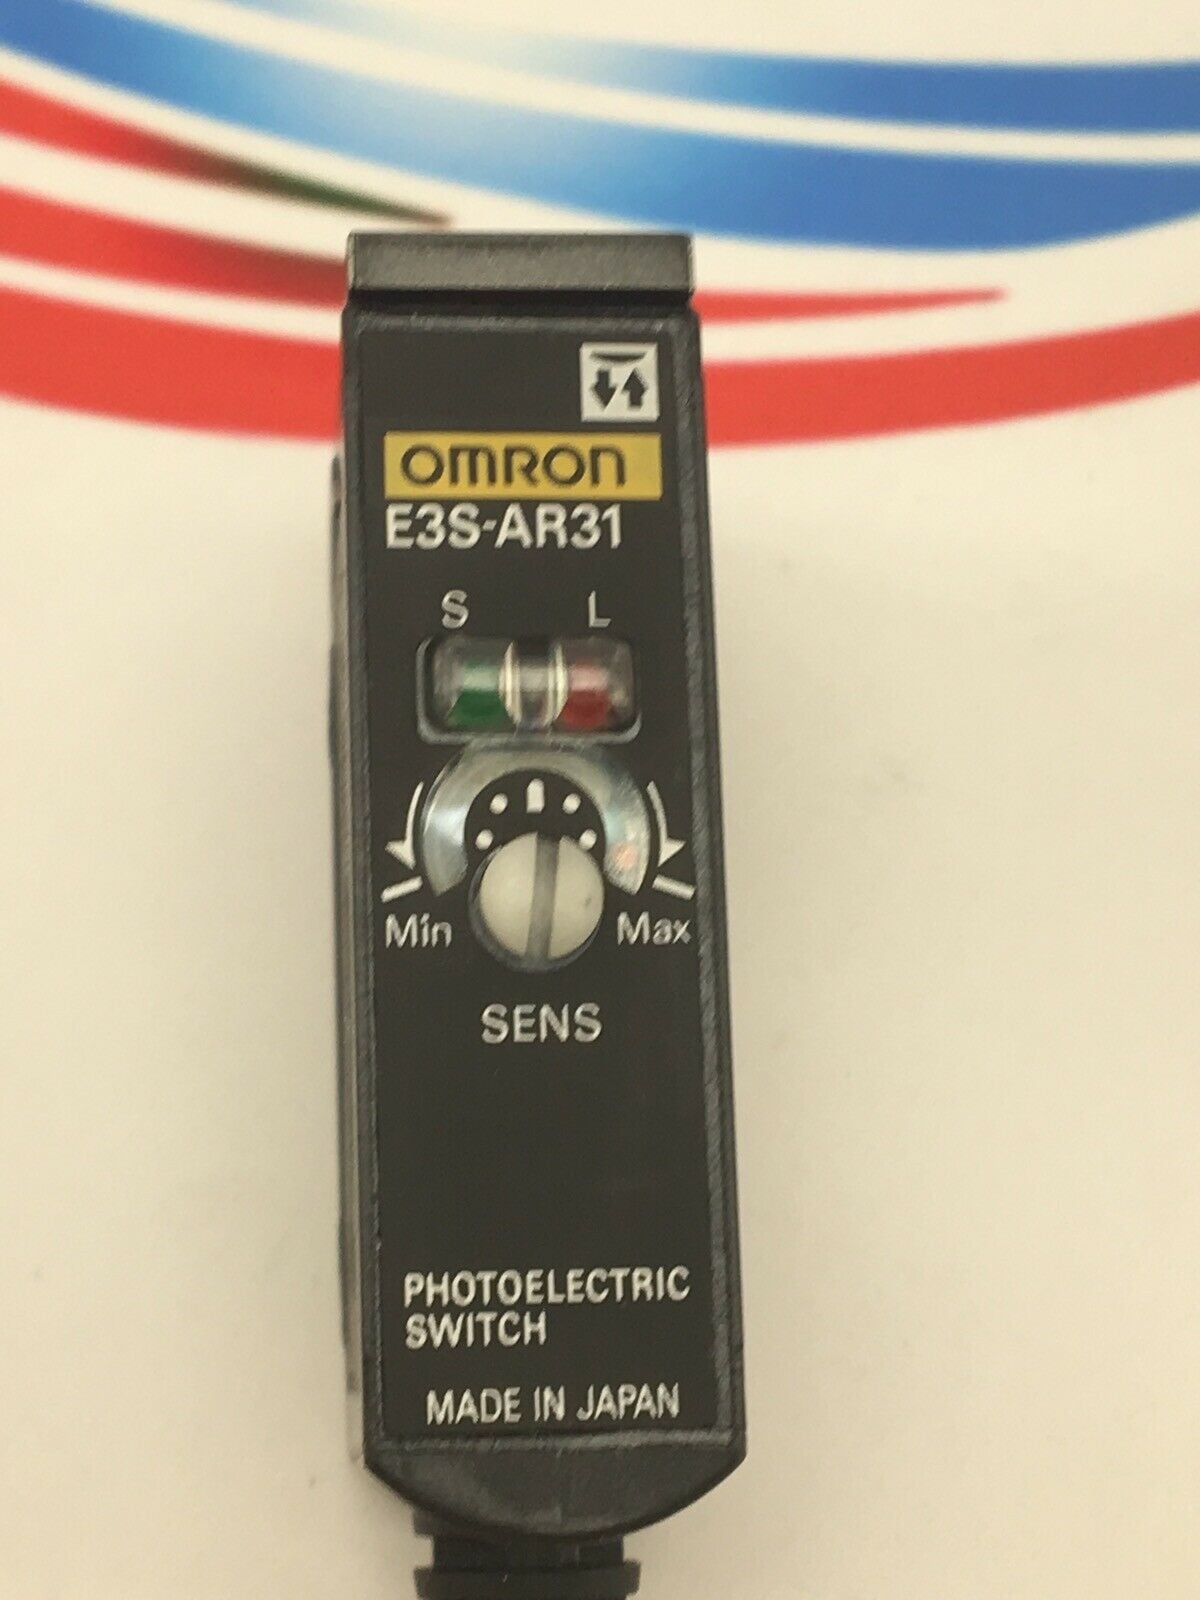 OMRON
E3S-AR31
S L
Min Max
SENS
PHOTOELECTRIC
SWITCH
MADE IN JAPAN